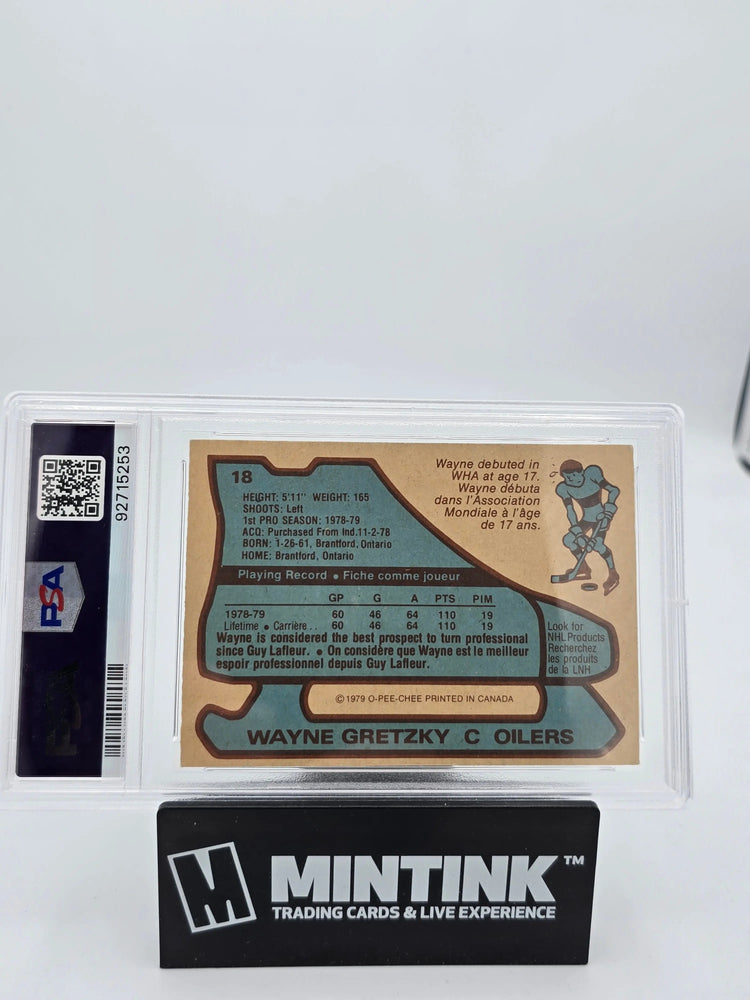 92715253
PSA
18
HEIGHT: 5'11" WEIGHT: 165
SHOOTS: Left
1st PRO SEASON: 1978-79
ACQ: Purchased From Ind.11-2-78
BORN: 1-26-61, Brantford, Ontario
HOME: Brantford, Ontario
Wayne debuted in
WHA at age 17.
Wayne débuta
dans l'Association
Mondiale à l'âge
de 17 ans.
Playing Record • Fiche comme joueur
GP G A PTS PIM
1978-79 60 46 64 110 19
Lifetime • Carrière.. 60 46 64 110 19
Wayne is considered the best prospect to turn professional
since Guy Lafleur. • On considère que Wayne est le meilleur
espoir professionnel depuis Guy Lafleur.
Look for
NHL Products
Recherchez
les produits
de la LNH
© 1979 O-PEE-CHEE PRINTED IN CANADA
WAYNE GRETZKY C OILERS
M MINTINK™
TRADING CARDS & LIVE EXPERIENCE